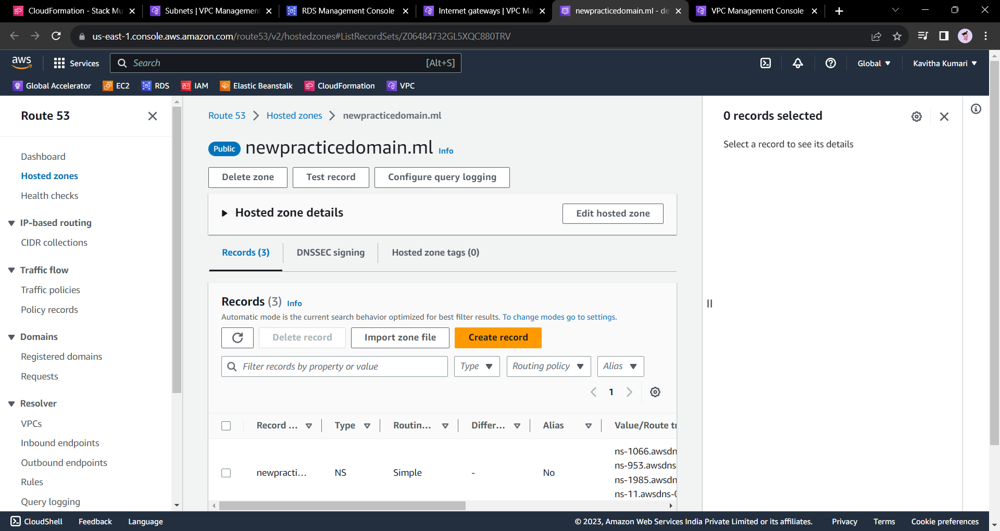 CloudFormation - Stack Mu
Subnets | VPC Management
RDS Management Console
Internet gateways | VPC Ma
newpracticedomain.ml - de
VPC Management Console
us-east-1.console.aws.amazon.com/route53/v2/hostedzones#ListRecordSets/Z06484732GL5XQC880TRV
aws
Services
Search
[Alt+S]
Global
Kavitha Kumari
Global Accelerator
EC2
RDS
IAM
Elastic Beanstalk
CloudFormation
VPC
Route 53
Dashboard
Hosted zones
Health checks
IP-based routing
CIDR collections
Traffic flow
Traffic policies
Policy records
Domains
Registered domains
Requests
Resolver
VPCs
Inbound endpoints
Outbound endpoints
Rules
Query logging
Route 53 > Hosted zones > newpracticedomain.ml
Public newpracticedomain.ml Info
Delete zone
Test record
Configure query logging
Hosted zone details
Edit hosted zone
Records (3)
DNSSEC signing
Hosted zone tags (0)
Records (3) Info
Automatic mode is the current search behavior optimized for best filter results. To change modes go to settings.
Delete record
Import zone file
Create record
Filter records by property or value
Type
Routing policy
Alias
1
Record ...
Type
Routin...
Differ...
Alias
Value/Route tr
newpracti...
NS
Simple
-
No
ns-1066.awsdn
ns-953.awsdns
ns-1985.awsdn
ns-11.awsdns-0
0 records selected
Select a record to see its details
CloudShell
Feedback
Language
© 2023, Amazon Web Services India Private Limited or its affiliates.
Privacy
Terms
Cookie preferences